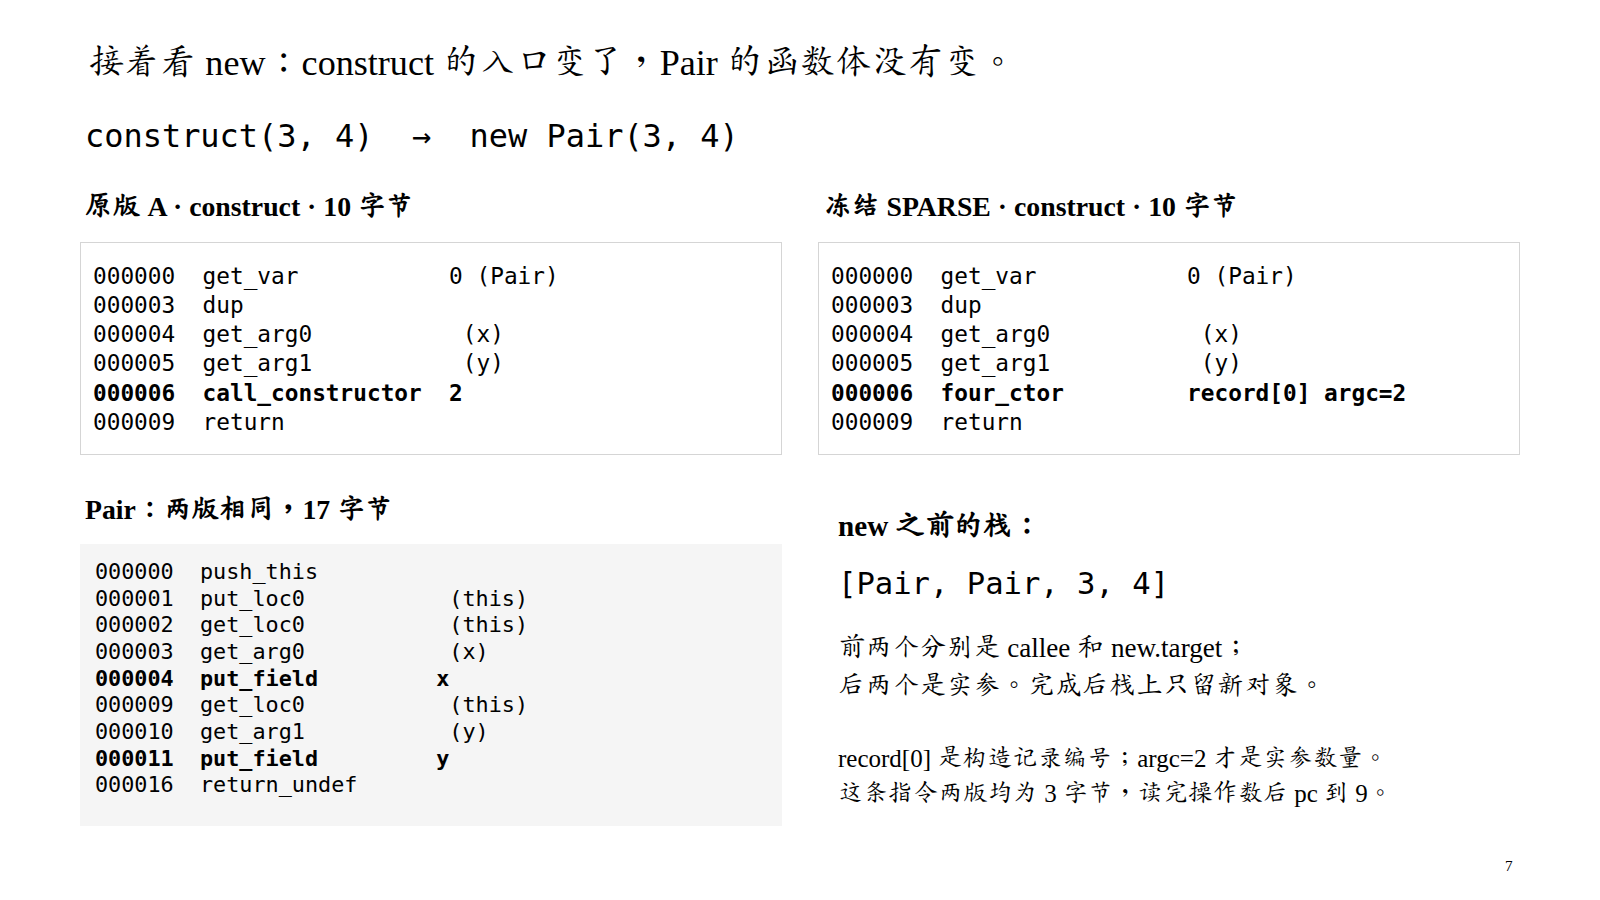 接着看 new：construct 的入口变了，Pair 的函数体没有变。
construct(3, 4)  →  new Pair(3, 4)
原版 A · construct · 10 字节
000000  get_var           0 (Pair)
000003  dup
000004  get_arg0           (x)
000005  get_arg1           (y)
000006  call_constructor  2
000009  return
冻结 SPARSE · construct · 10 字节
000000  get_var           0 (Pair)
000003  dup
000004  get_arg0           (x)
000005  get_arg1           (y)
000006  four_ctor         record[0] argc=2
000009  return
Pair：两版相同，17 字节
000000  push_this
000001  put_loc0           (this)
000002  get_loc0           (this)
000003  get_arg0           (x)
000004  put_field         x
000009  get_loc0           (this)
000010  get_arg1           (y)
000011  put_field         y
000016  return_undef
new 之前的栈：
[Pair, Pair, 3, 4]
前两个分别是 callee 和 new.target；
后两个是实参。完成后栈上只留新对象。
record[0] 是构造记录编号；argc=2 才是实参数量。
这条指令两版均为 3 字节，读完操作数后 pc 到 9。
7